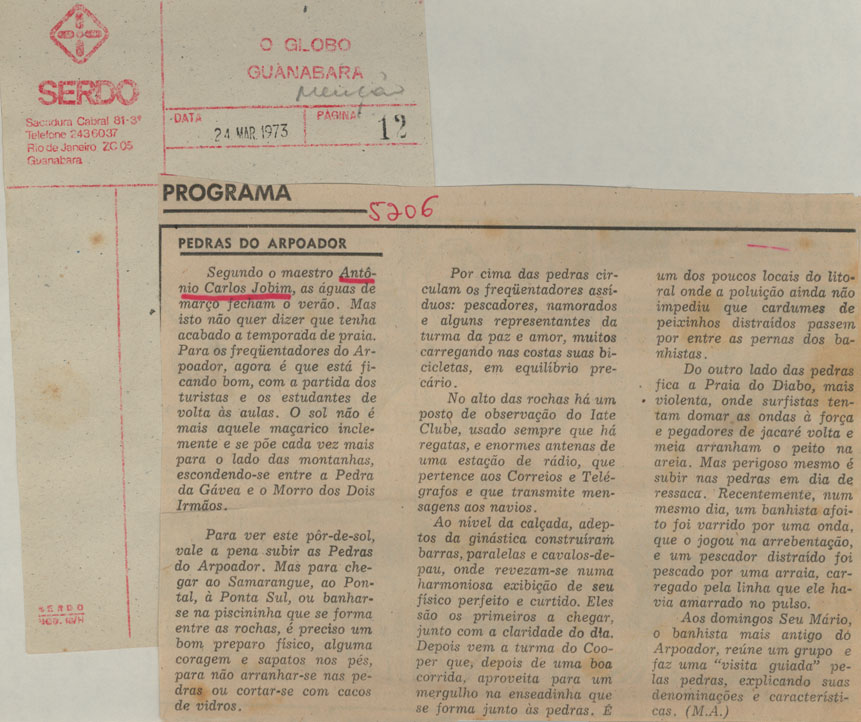 SERDO
Sacadura Cabral 81-3º
Telefone 2436037
Rio de Janeiro ZC 05
Guanabara
O GLOBO
GUANABARA
menção
DATA
24 MAR. 1973
PÁGINA
12
PROGRAMA
5206
PEDRAS DO ARPOADOR
Segundo o maestro Antô-
nio Carlos Jobim, as águas de
março fecham o verão. Mas
isto não quer dizer que tenha
acabado a temporada de praia.
Para os freqüentadores do Ar-
poador, agora é que está fi-
cando bom, com a partida dos
turistas e os estudantes de
volta às aulas. O sol não é
mais aquele maçarico incle-
mente e se põe cada vez mais
para o lado das montanhas,
escondendo-se entre a Pedra
da Gávea e o Morro dos Dois
Irmãos.
Para ver este pôr-de-sol,
vale a pena subir as Pedras
do Arpoador. Mas para che-
gar ao Samarangue, ao Pon-
tal, à Ponta Sul, ou banhar-
se na piscininha que se forma
entre as rochas, é preciso um
bom preparo físico, alguma
coragem e sapatos nos pés,
para não arranhar-se nas pe-
dras ou cortar-se com cacos
de vidros.
Por cima das pedras cir-
culam os freqüentadores assí-
duos: pescadores, namorados
e alguns representantes da
turma da paz e amor, muitos
carregando nas costas suas bi-
cicletas, em equilíbrio pre-
cário.
No alto das rochas há um
posto de observação do Iate
Clube, usado sempre que há
regatas, e enormes antenas de
uma estação de rádio, que
pertence aos Correios e Telé-
grafos e que transmite men-
sagens aos navios.
Ao nível da calçada, adep-
tos da ginástica construíram
barras, paralelas e cavalos-de-
pau, onde revezam-se numa
harmoniosa exibição de seu
físico perfeito e curtido. Eles
são os primeiros a chegar,
junto com a claridade do dia.
Depois vem a turma do Coo-
per que, depois de uma boa
corrida, aproveita para um
mergulho na enseadinha que
se forma junto às pedras. É
um dos poucos locais do lito-
ral onde a poluição ainda não
impediu que cardumes de
peixinhos distraídos passem
por entre as pernas dos ba-
nhistas.
Do outro lado das pedras
fica a Praia do Diabo, mais
violenta, onde surfistas ten-
tam domar as ondas à força
e pegadores de jacaré volta e
meia arranham o peito na
areia. Mas perigoso mesmo é
subir nas pedras em dia de
ressaca. Recentemente, num
mesmo dia, um banhista afoi-
to foi varrido por uma onda,
que o jogou na arrebentação,
e um pescador distraído foi
pescado por uma arraia, car-
regado pela linha que ele ha-
via amarrado no pulso.
Aos domingos Seu Mário,
o banhista mais antigo do
Arpoador, reúne um grupo e
faz uma "visita guiada" pe-
las pedras, explicando suas
denominações e característi-
cas. (M.A.)
SERDO